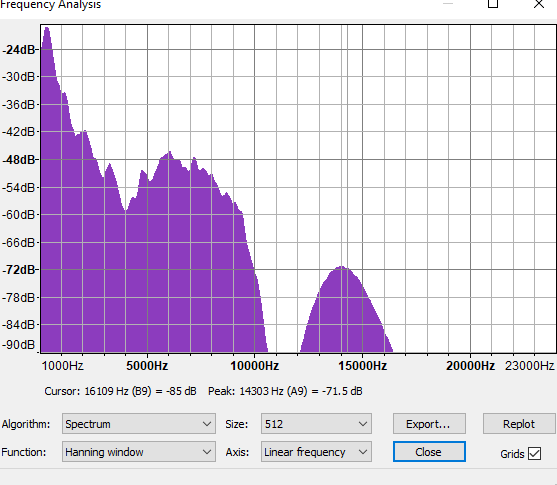 Frequency Analysis
-24dB
-30dB
-36dB
-42dB
-48dB
-54dB
-60dB
-66dB
-72dB
-78dB
-84dB
-90dB
1000Hz 5000Hz 10000Hz 15000Hz 20000Hz 23000Hz
Cursor: 16109 Hz (B9) = -85 dB Peak: 14303 Hz (A9) = -71.5 dB
Algorithm: Spectrum Size: 512 Export... Replot
Function: Hanning window Axis: Linear frequency Close Grids